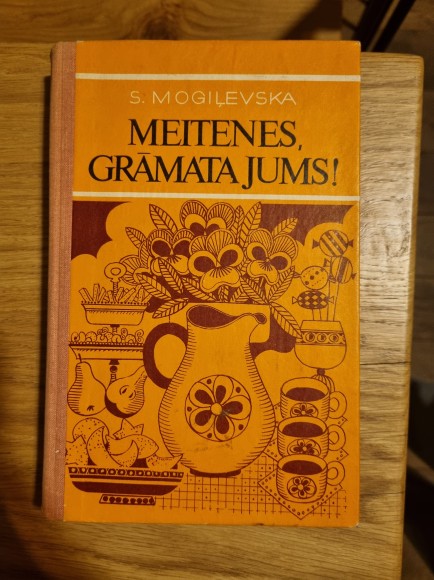 S. MOGIĻEVSKA
MEITENES,
GRĀMATA JUMS!